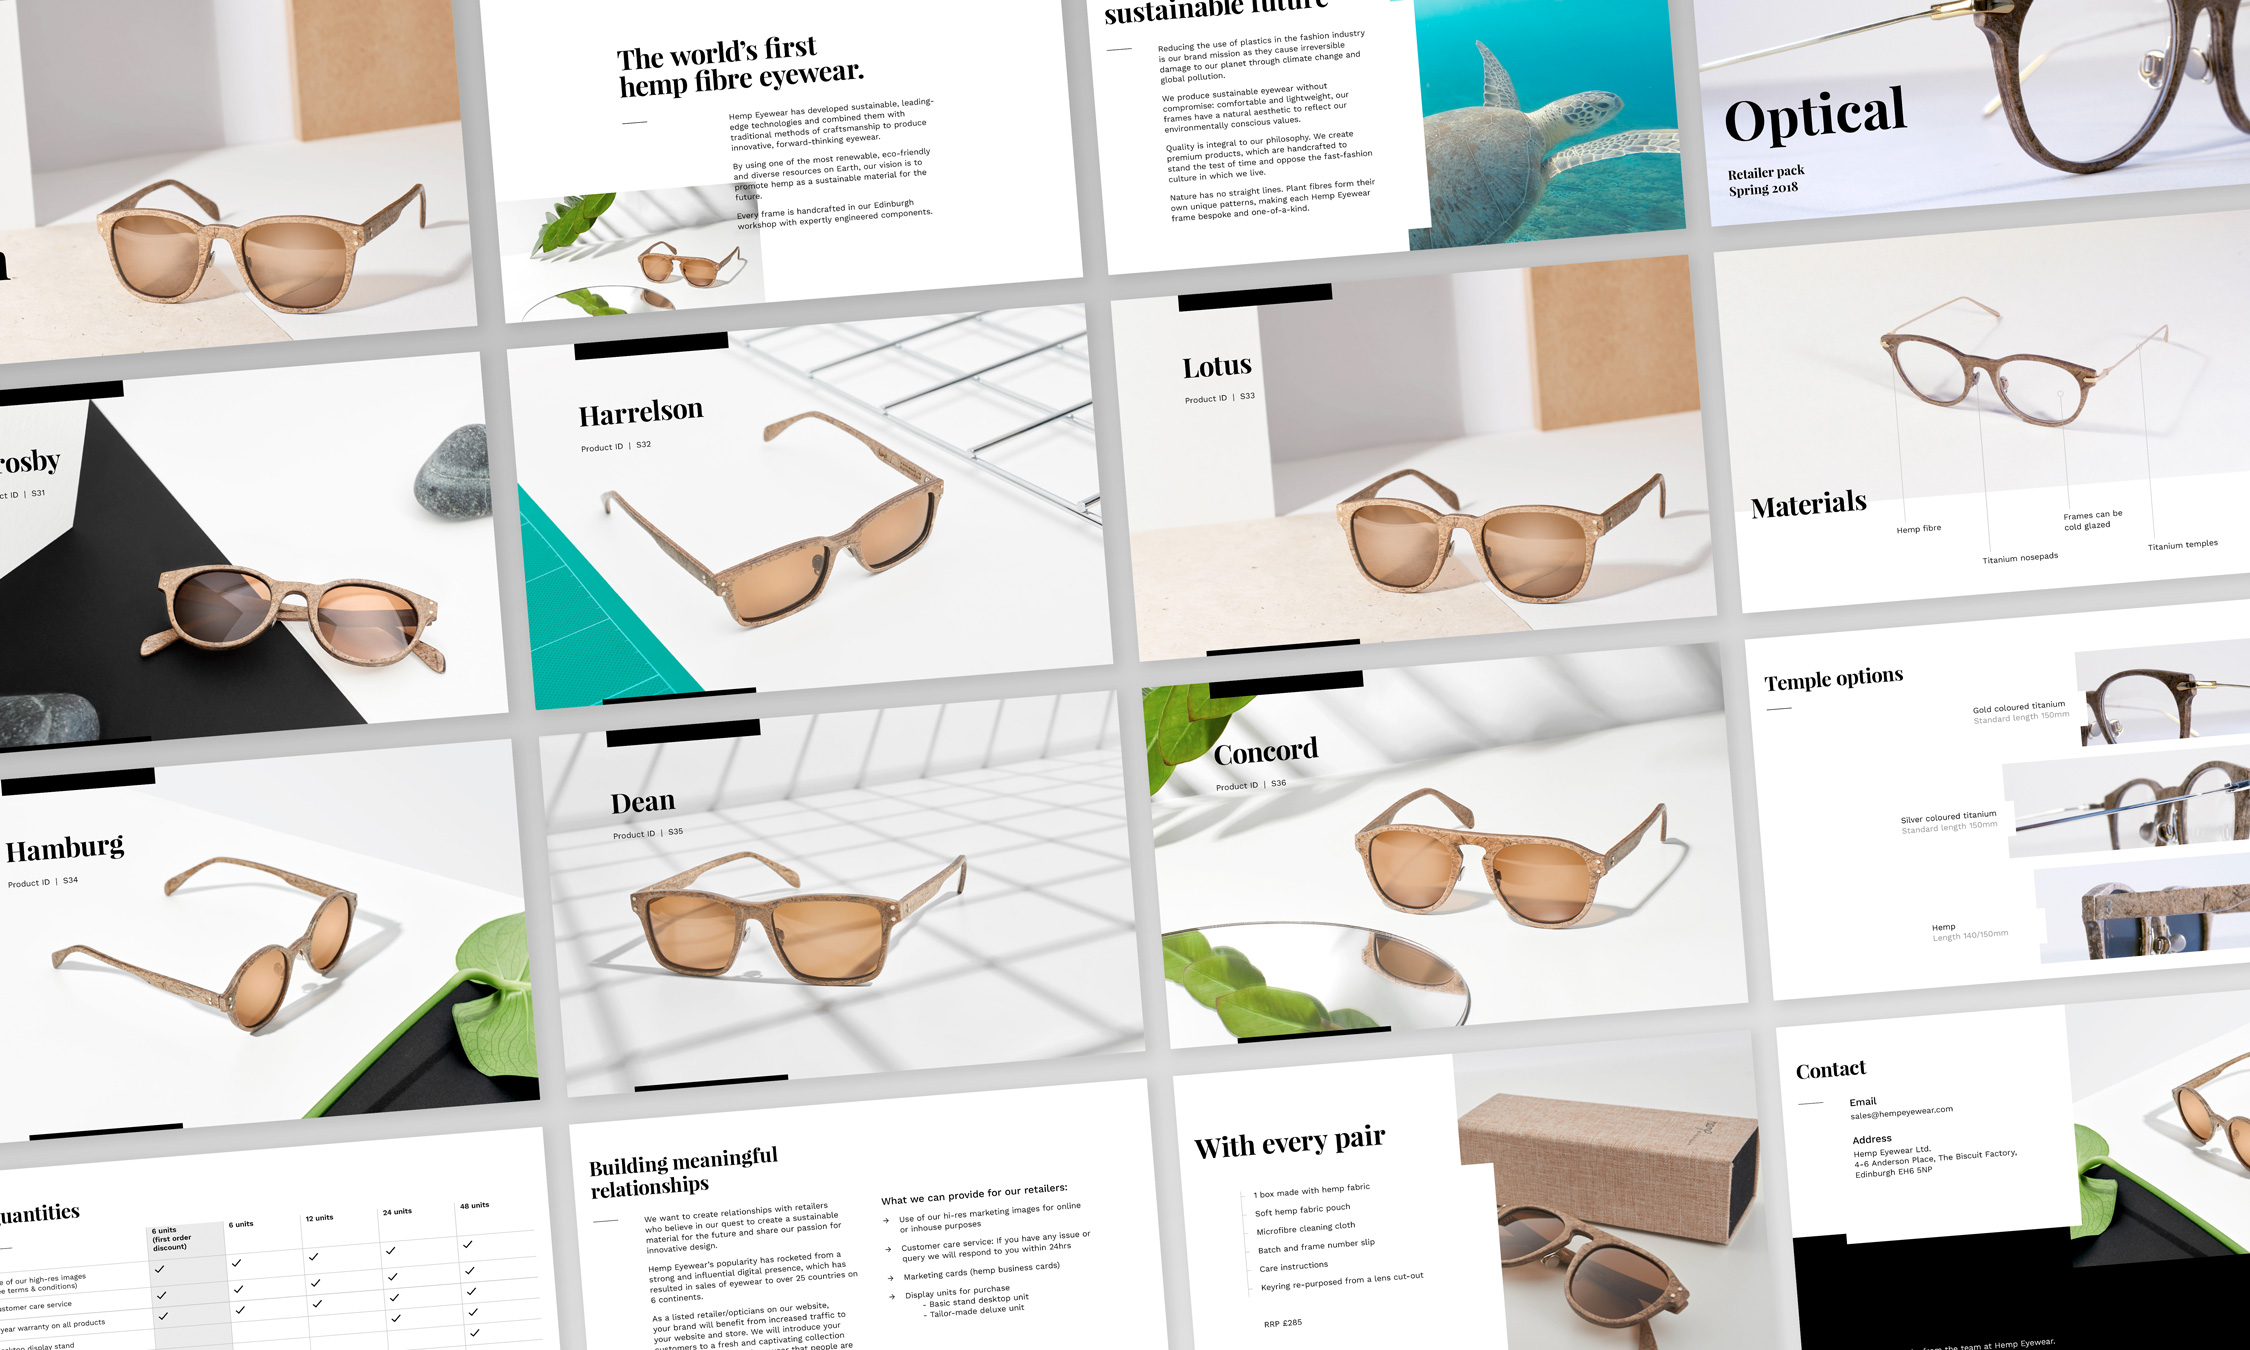 The world's first
hemp fibre eyewear.
Hemp Eyewear has developed sustainable, leading-
edge technologies and combined them with
traditional methods of craftsmanship to produce
innovative, forward-thinking eyewear.
By using one of the most renewable, eco-friendly
and diverse resources on Earth, our vision is to
promote hemp as a sustainable material for the
future.
Every frame is handcrafted in our Edinburgh
workshop with expertly engineered components.
sustainable future
Reducing the use of plastics in the fashion industry
is our brand mission as they cause irreversible
damage to our planet through climate change and
global pollution.
We produce sustainable eyewear without
compromise: comfortable and lightweight, our
frames have a natural aesthetic to reflect our
environmentally conscious values.
Quality is integral to our philosophy. We create
premium products, which are handcrafted to
stand the test of time and oppose the fast-fashion
culture in which we live.
Nature has no straight lines. Plant fibres form their
own unique patterns, making each Hemp Eyewear
frame bespoke and one-of-a-kind.
Optical
Retailer pack
Spring 2018
rosby
ct ID | S31
Harrelson
Product ID | S32
Lotus
Product ID | S33
Materials
Hemp fibre
Titanium nosepads
Frames can be
cold glazed
Titanium temples
Hamburg
Product ID | S34
Dean
Product ID | S35
Concord
Product ID | S36
Temple options
Gold coloured titanium
Standard length 150mm
Silver coloured titanium
Standard length 150mm
Hemp
Length 140/150mm
uantities
6 units
(first order
discount)
6 units
12 units
24 units
48 units
e of our high-res images
ee terms & conditions)
ustomer care service
year warranty on all products
display stand
Building meaningful
relationships
We want to create relationships with retailers
who believe in our quest to create a sustainable
material for the future and share our passion for
innovative design.
Hemp Eyewear's popularity has rocketed from a
strong and influential digital presence, which has
resulted in sales of eyewear to over 25 countries on
6 continents.
As a listed retailer/opticians on our website,
your brand will benefit from increased traffic to
your website and store. We will introduce your
customers to a fresh and captivating collection
that people are
What we can provide for our retailers:
→ Use of our hi-res marketing images for online
or inhouse purposes
→ Customer care service: If you have any issue or
query we will respond to you within 24hrs
→ Marketing cards (hemp business cards)
→ Display units for purchase
- Basic stand desktop unit
- Tailor-made deluxe unit
With every pair
1 box made with hemp fabric
Soft hemp fabric pouch
Microfibre cleaning cloth
Batch and frame number slip
Care instructions
Keyring re-purposed from a lens cut-out
RRP £285
Contact
Email
sales@hempeyewear.com
Address
Hemp Eyewear Ltd.
4-6 Anderson Place, The Biscuit Factory,
Edinburgh EH6 5NP
from the team at Hemp Eyewear.